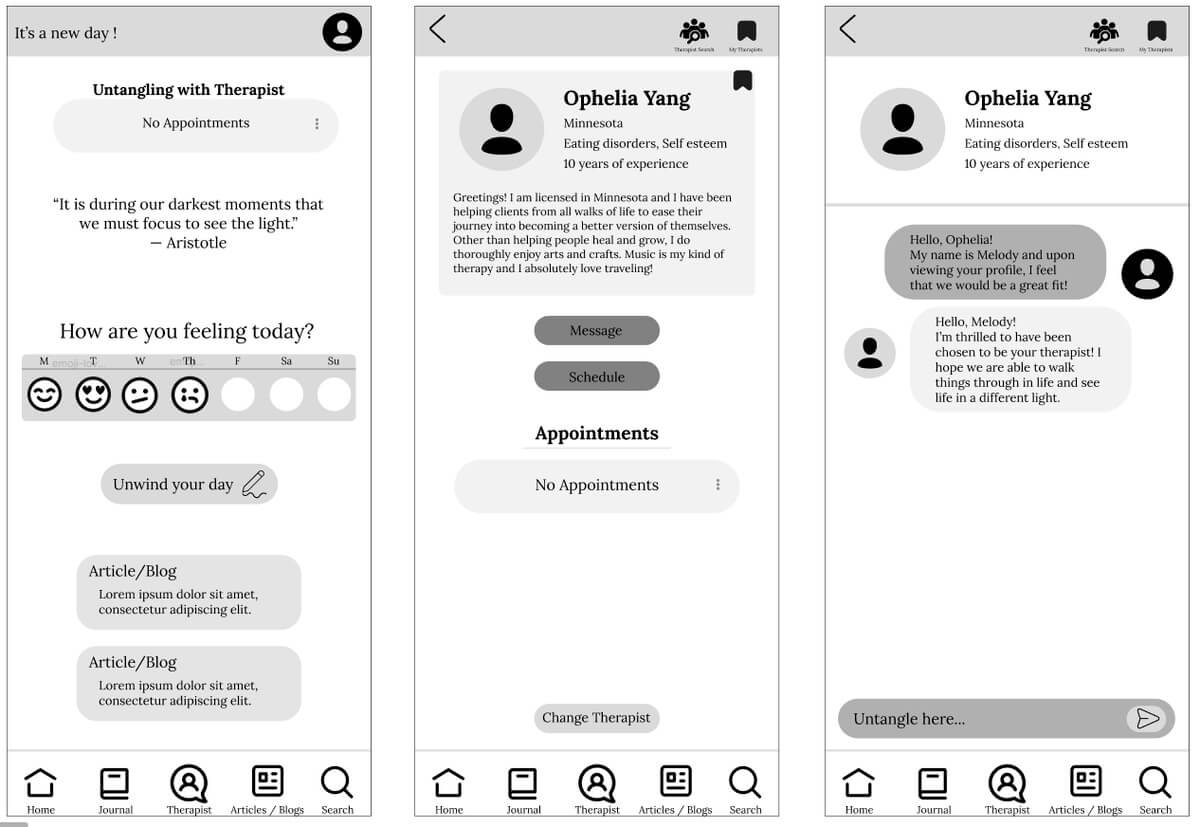 It's a new day !
Untangling with Therapist
No Appointments
“It is during our darkest moments that
we must focus to see the light.”
— Aristotle
How are you feeling today?
M T W Th F Sa Su
Unwind your day
Article/Blog
Lorem ipsum dolor sit amet,
consectetur adipiscing elit.
Article/Blog
Lorem ipsum dolor sit amet,
consectetur adipiscing elit.
Home Journal Therapist Articles / Blogs Search
Therapist Search My Therapists
Ophelia Yang
Minnesota
Eating disorders, Self esteem
10 years of experience
Greetings! I am licensed in Minnesota and I have been
helping clients from all walks of life to ease their
journey into becoming a better version of themselves.
Other than helping people heal and grow, I do
thoroughly enjoy arts and crafts. Music is my kind of
therapy and I absolutely love traveling!
Message
Schedule
Appointments
No Appointments
Change Therapist
Home Journal Therapist Articles / Blogs Search
Therapist Search My Therapists
Ophelia Yang
Minnesota
Eating disorders, Self esteem
10 years of experience
Hello, Ophelia!
My name is Melody and upon
viewing your profile, I feel
that we would be a great fit!
Hello, Melody!
I'm thrilled to have been
chosen to be your therapist! I
hope we are able to walk
things through in life and see
life in a different light.
Untangle here...
Home Journal Therapist Articles / Blogs Search